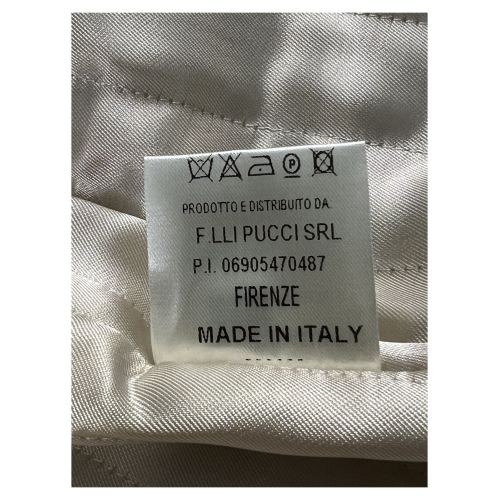 P
PRODOTTO E DISTRIBUITO DA.
F.LLI PUCCI SRL
P.I. 06905470487
FIRENZE
MADE IN ITALY